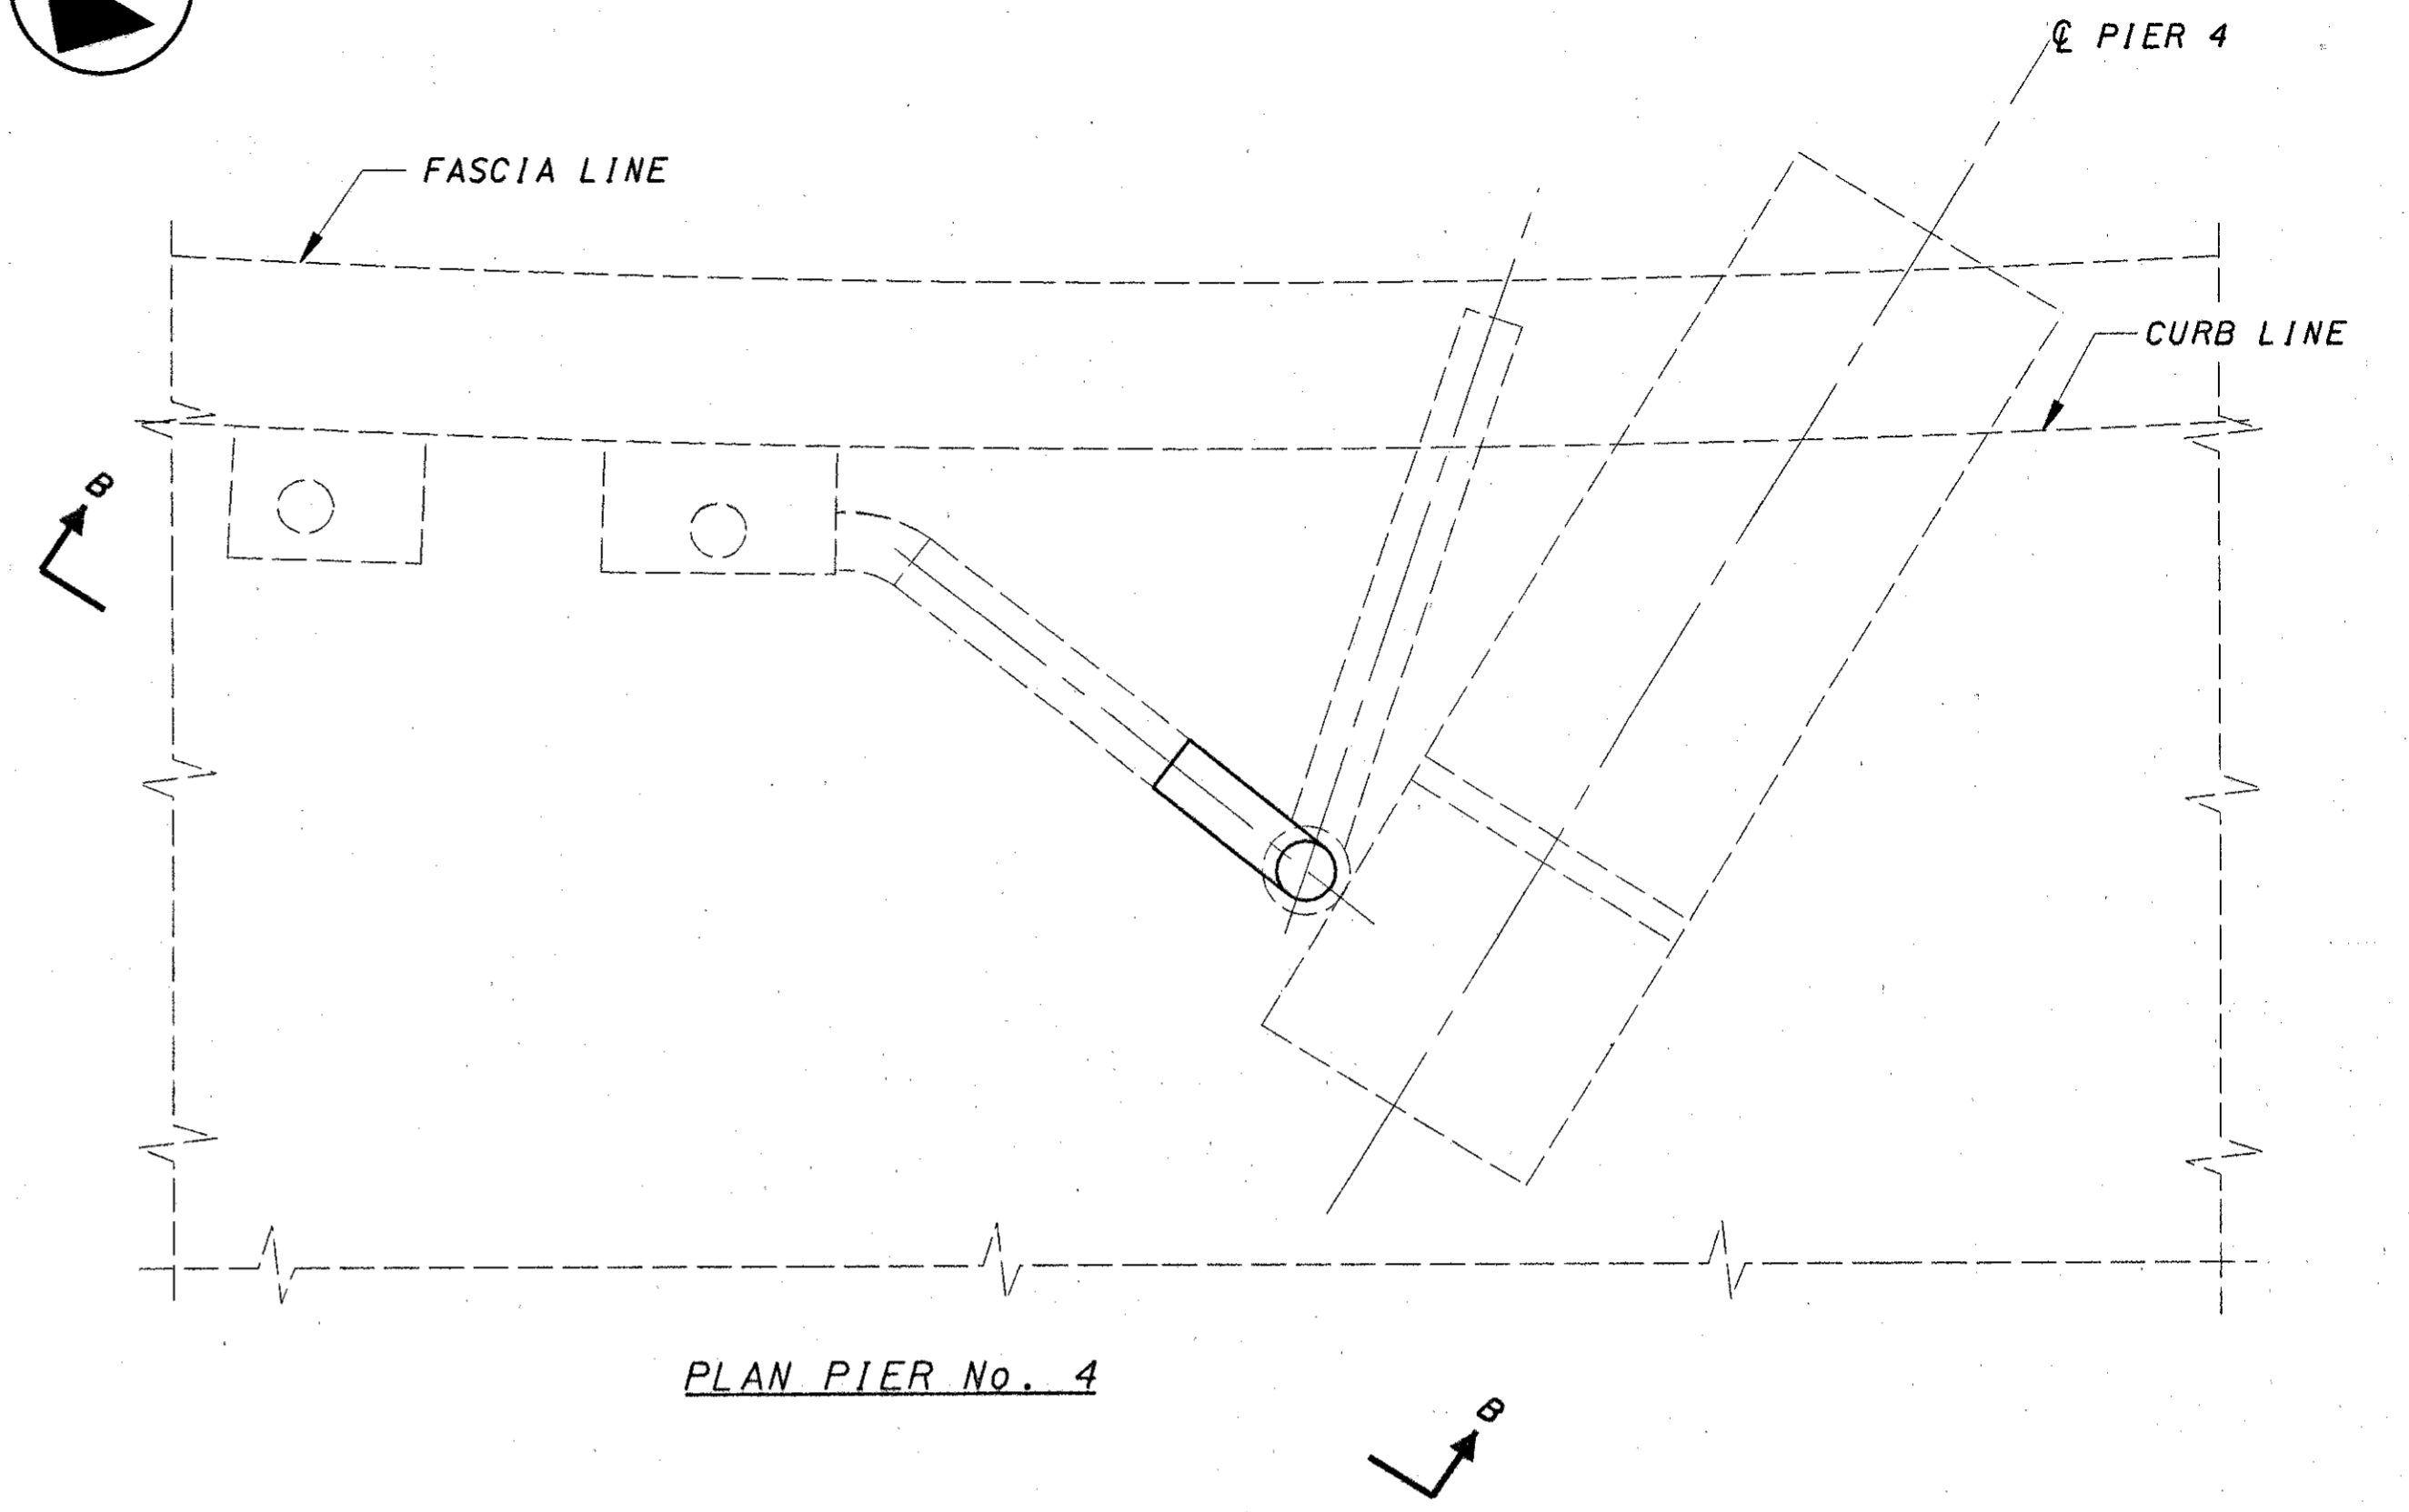 ℄ PIER 4
FASCIA LINE
CURB LINE
B
PLAN PIER No. 4
B